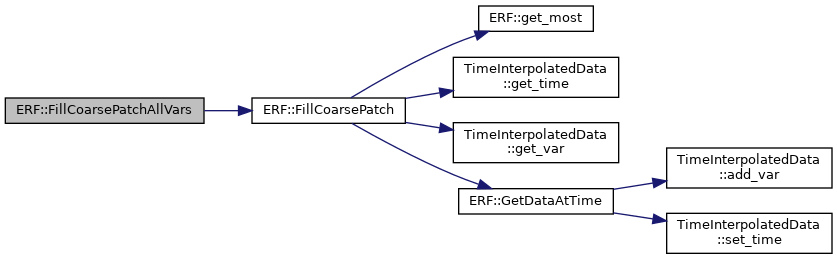 ERF::FillCoarsePatchAllVars
ERF::FillCoarsePatch
ERF::get_most
TimeInterpolatedData
::get_time
TimeInterpolatedData
::get_var
ERF::GetDataAtTime
TimeInterpolatedData
::add_var
TimeInterpolatedData
::set_time